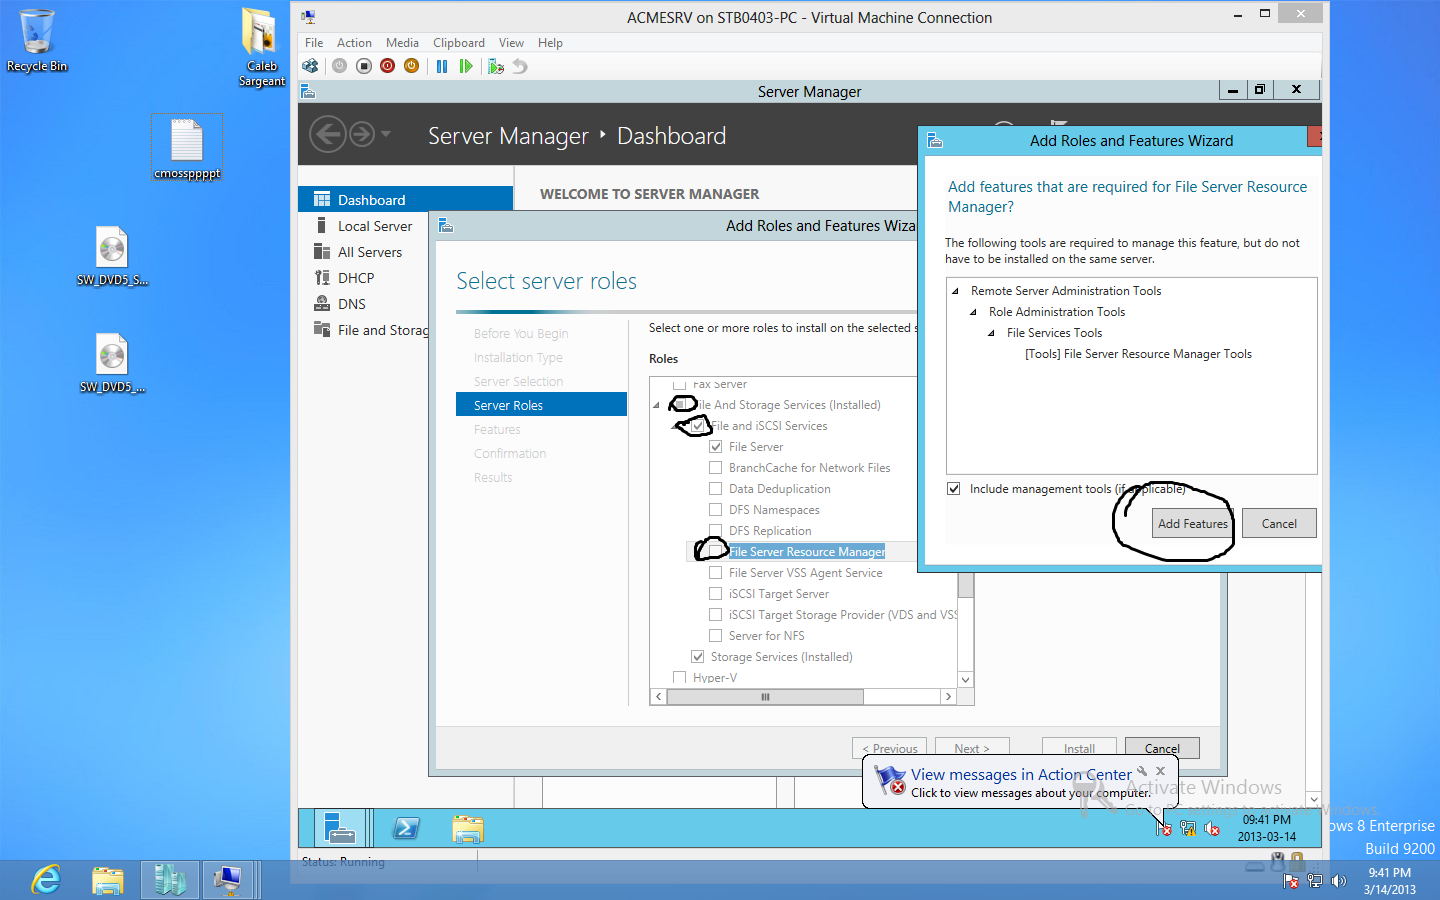 Recycle Bin
Caleb
Sargeant
cmossppppt
SW_DVD5_S...
SW_DVD5_...
ACMESRV on STB0403-PC - Virtual Machine Connection
File Action Media Clipboard View Help
Server Manager
Server Manager ‣ Dashboard
Dashboard
Local Server
All Servers
DHCP
DNS
File and Storag
WELCOME TO SERVER MANAGER
Add Roles and Features Wiza
Select server roles
Before You Begin
Installation Type
Server Selection
Server Roles
Features
Confirmation
Results
Select one or more roles to install on the selected s
Roles
Fax Server
File And Storage Services (Installed)
File and iSCSI Services
File Server
BranchCache for Network Files
Data Deduplication
DFS Namespaces
DFS Replication
File Server Resource Manager
File Server VSS Agent Service
iSCSI Target Server
iSCSI Target Storage Provider (VDS and VSS
Server for NFS
Storage Services (Installed)
Hyper-V
< Previous
Next >
Install
Cancel
Add Roles and Features Wizard
Add features that are required for File Server Resource
Manager?
The following tools are required to manage this feature, but do not
have to be installed on the same server.
Remote Server Administration Tools
Role Administration Tools
File Services Tools
[Tools] File Server Resource Manager Tools
Include management tools (if applicable)
Add Features
Cancel
View messages in Action Center
Click to view messages about your computer.
Activate Windows
Go to PC settings to activate Windows.
09:41 PM
2013-03-14
Status: Running
ows 8 Enterprise
Build 9200
9:41 PM
3/14/2013